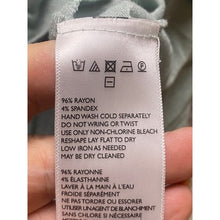 96% RAYON
4% SPANDEX
HAND WASH COLD SEPARATELY
DO NOT WRING OR TWIST
USE ONLY NON-CHLORINE BLEACH
RESHAPE LAY FLAT TO DRY
LOW IRON AS NEEDED
MAY BE DRY CLEANED
96% RAYONNE
4% ÉLASTHANNE
LAVER À LA MAIN À L'EAU
FROIDE SÉPARÉMENT
NE PAS TORDRE OU ESSORER
UTILISER UN AGENT DE BLANCHIMENT
SANS CHLORE SI NÉCESSAIRE